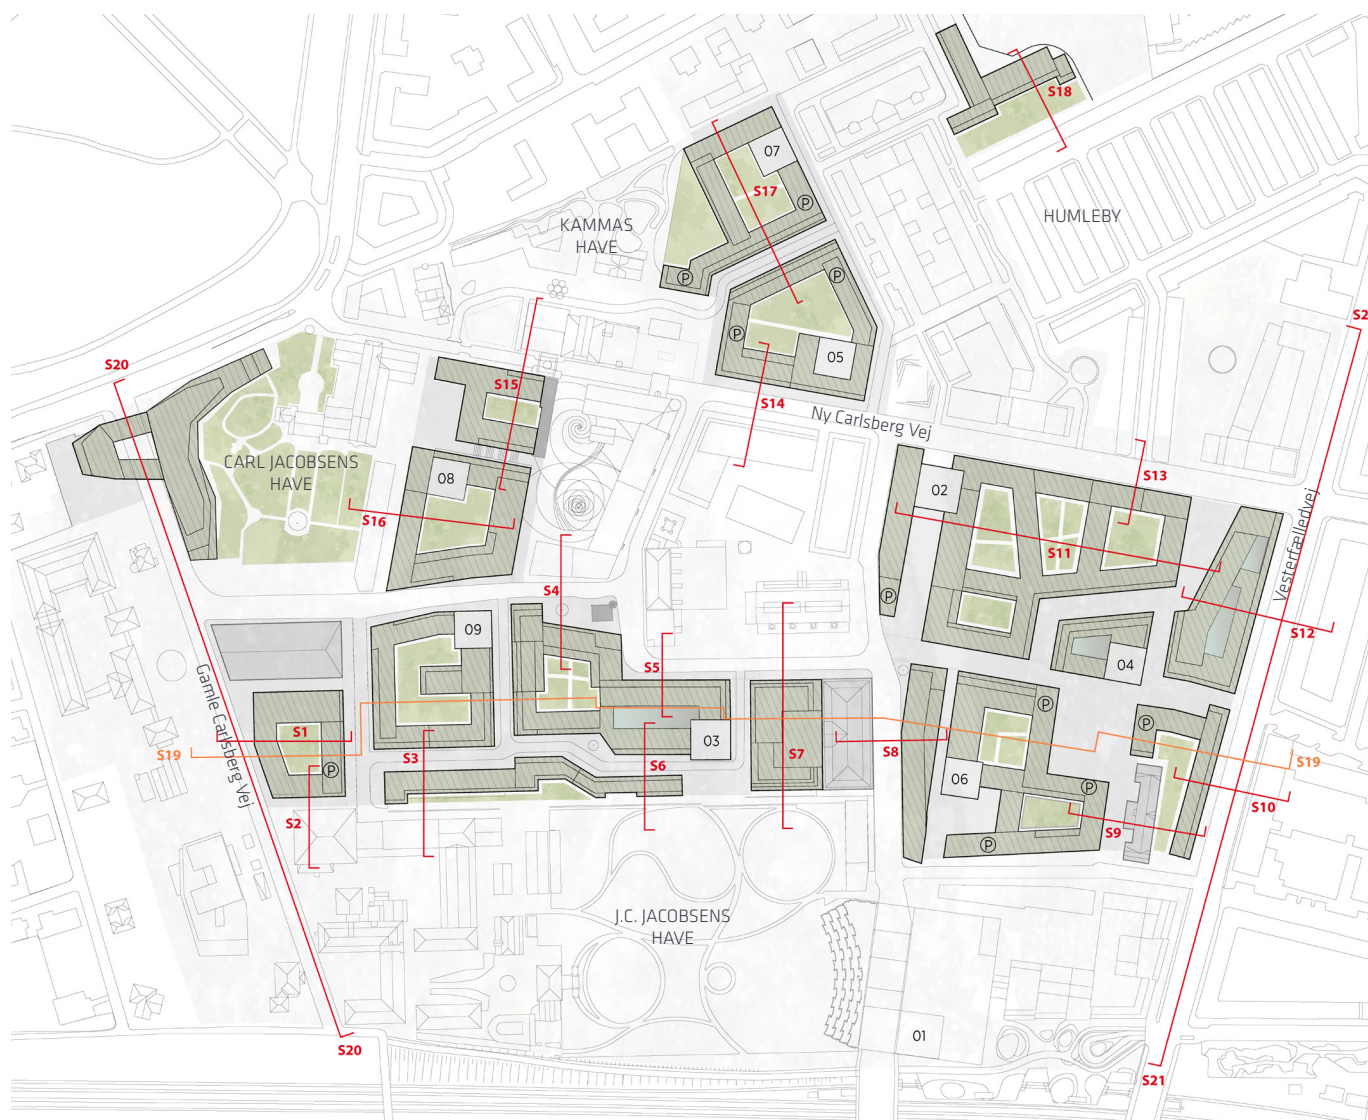 S18
07
S17
P
HUMLEBY
KAMMAS
HAVE
P
P
S2
P
05
S20
S15
S14
Ny Carlsberg Vej
CARL JACOBSENS
HAVE
08
02
S13
S16
S11
Vesterfælledvej
S4
P
09
S12
S5
04
Gamle Carlsberg Vej
S1
S19
S3
03
S7
S8
P
P
S19
P
S6
06
P
S10
S2
S9
P
J.C. JACOBSENS
HAVE
01
S20
S21